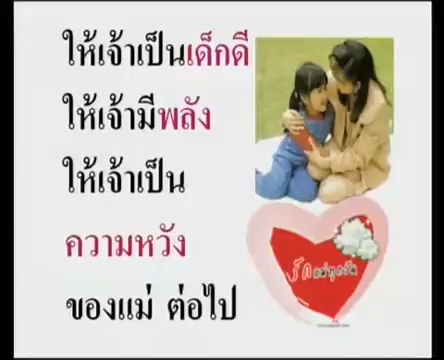 ให้เจ้าเป็นเด็กดี
ให้เจ้ามีพลัง
ให้เจ้าเป็น
ความหวัง
ของแม่ ต่อไป